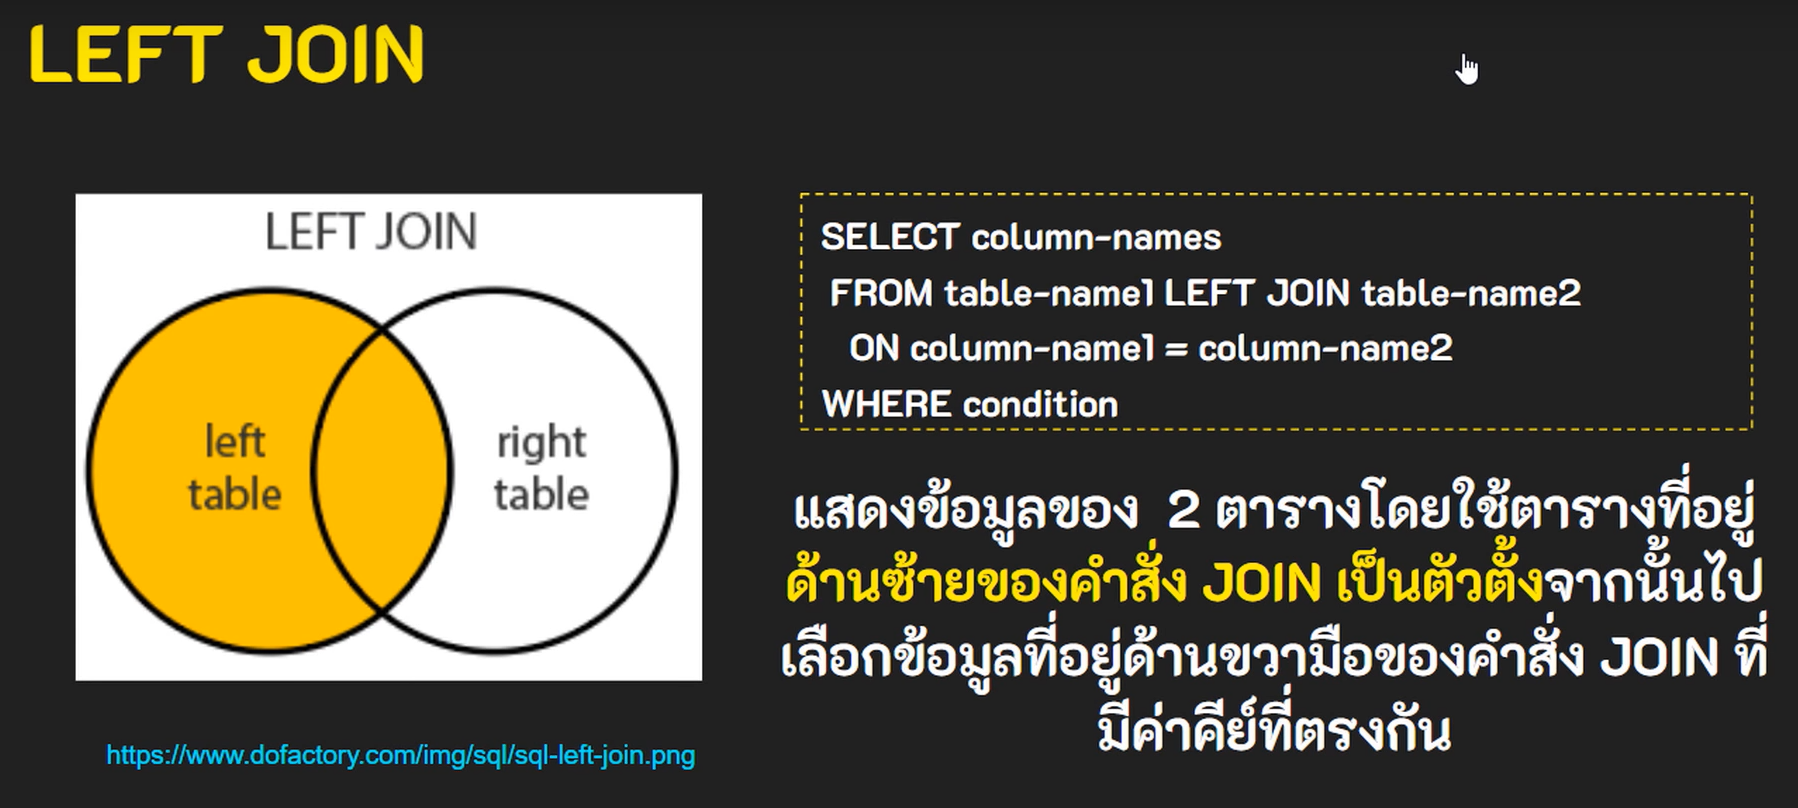 LEFT JOIN
LEFT JOIN
left
table
right
table
https://www.dofactory.com/img/sql/sql-left-join.png
SELECT column-names
FROM table-name1 LEFT JOIN table-name2
ON column-name1 = column-name2
WHERE condition
แสดงข้อมูลของ 2 ตารางโดยใช้ตารางที่อยู่
ด้านซ้ายของคำสั่ง JOIN เป็นตัวตั้งจากนั้นไป
เลือกข้อมูลที่อยู่ด้านขวามือของคำสั่ง JOIN ที่
มีค่าคีย์ที่ตรงกัน